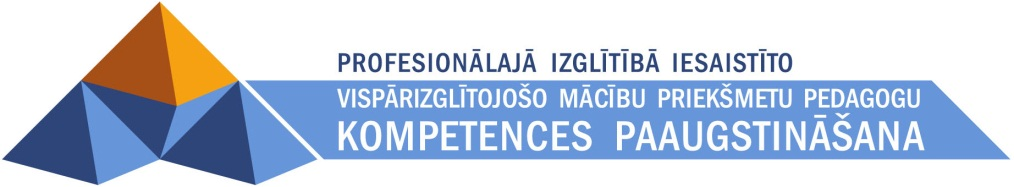 PROFESIONĀLAJĀ IZGLĪTĪBĀ IESAISTĪTO
VISPĀRIZGLĪTOJOŠO MĀCĪBU PRIEKŠMETU PEDAGOGU
KOMPETENCES PAAUGSTINĀŠANA